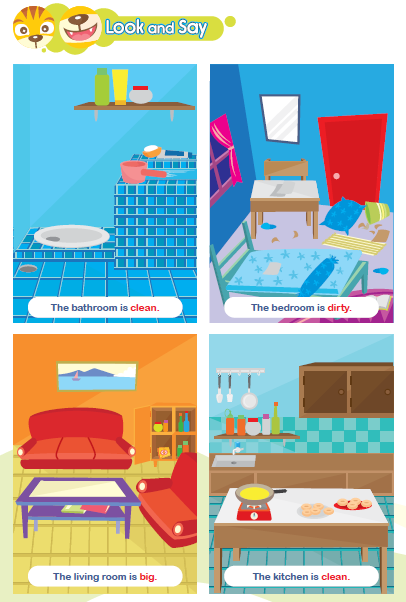 Look and Say
The bathroom is clean.
The bedroom is dirty.
The living room is big.
The kitchen is clean.